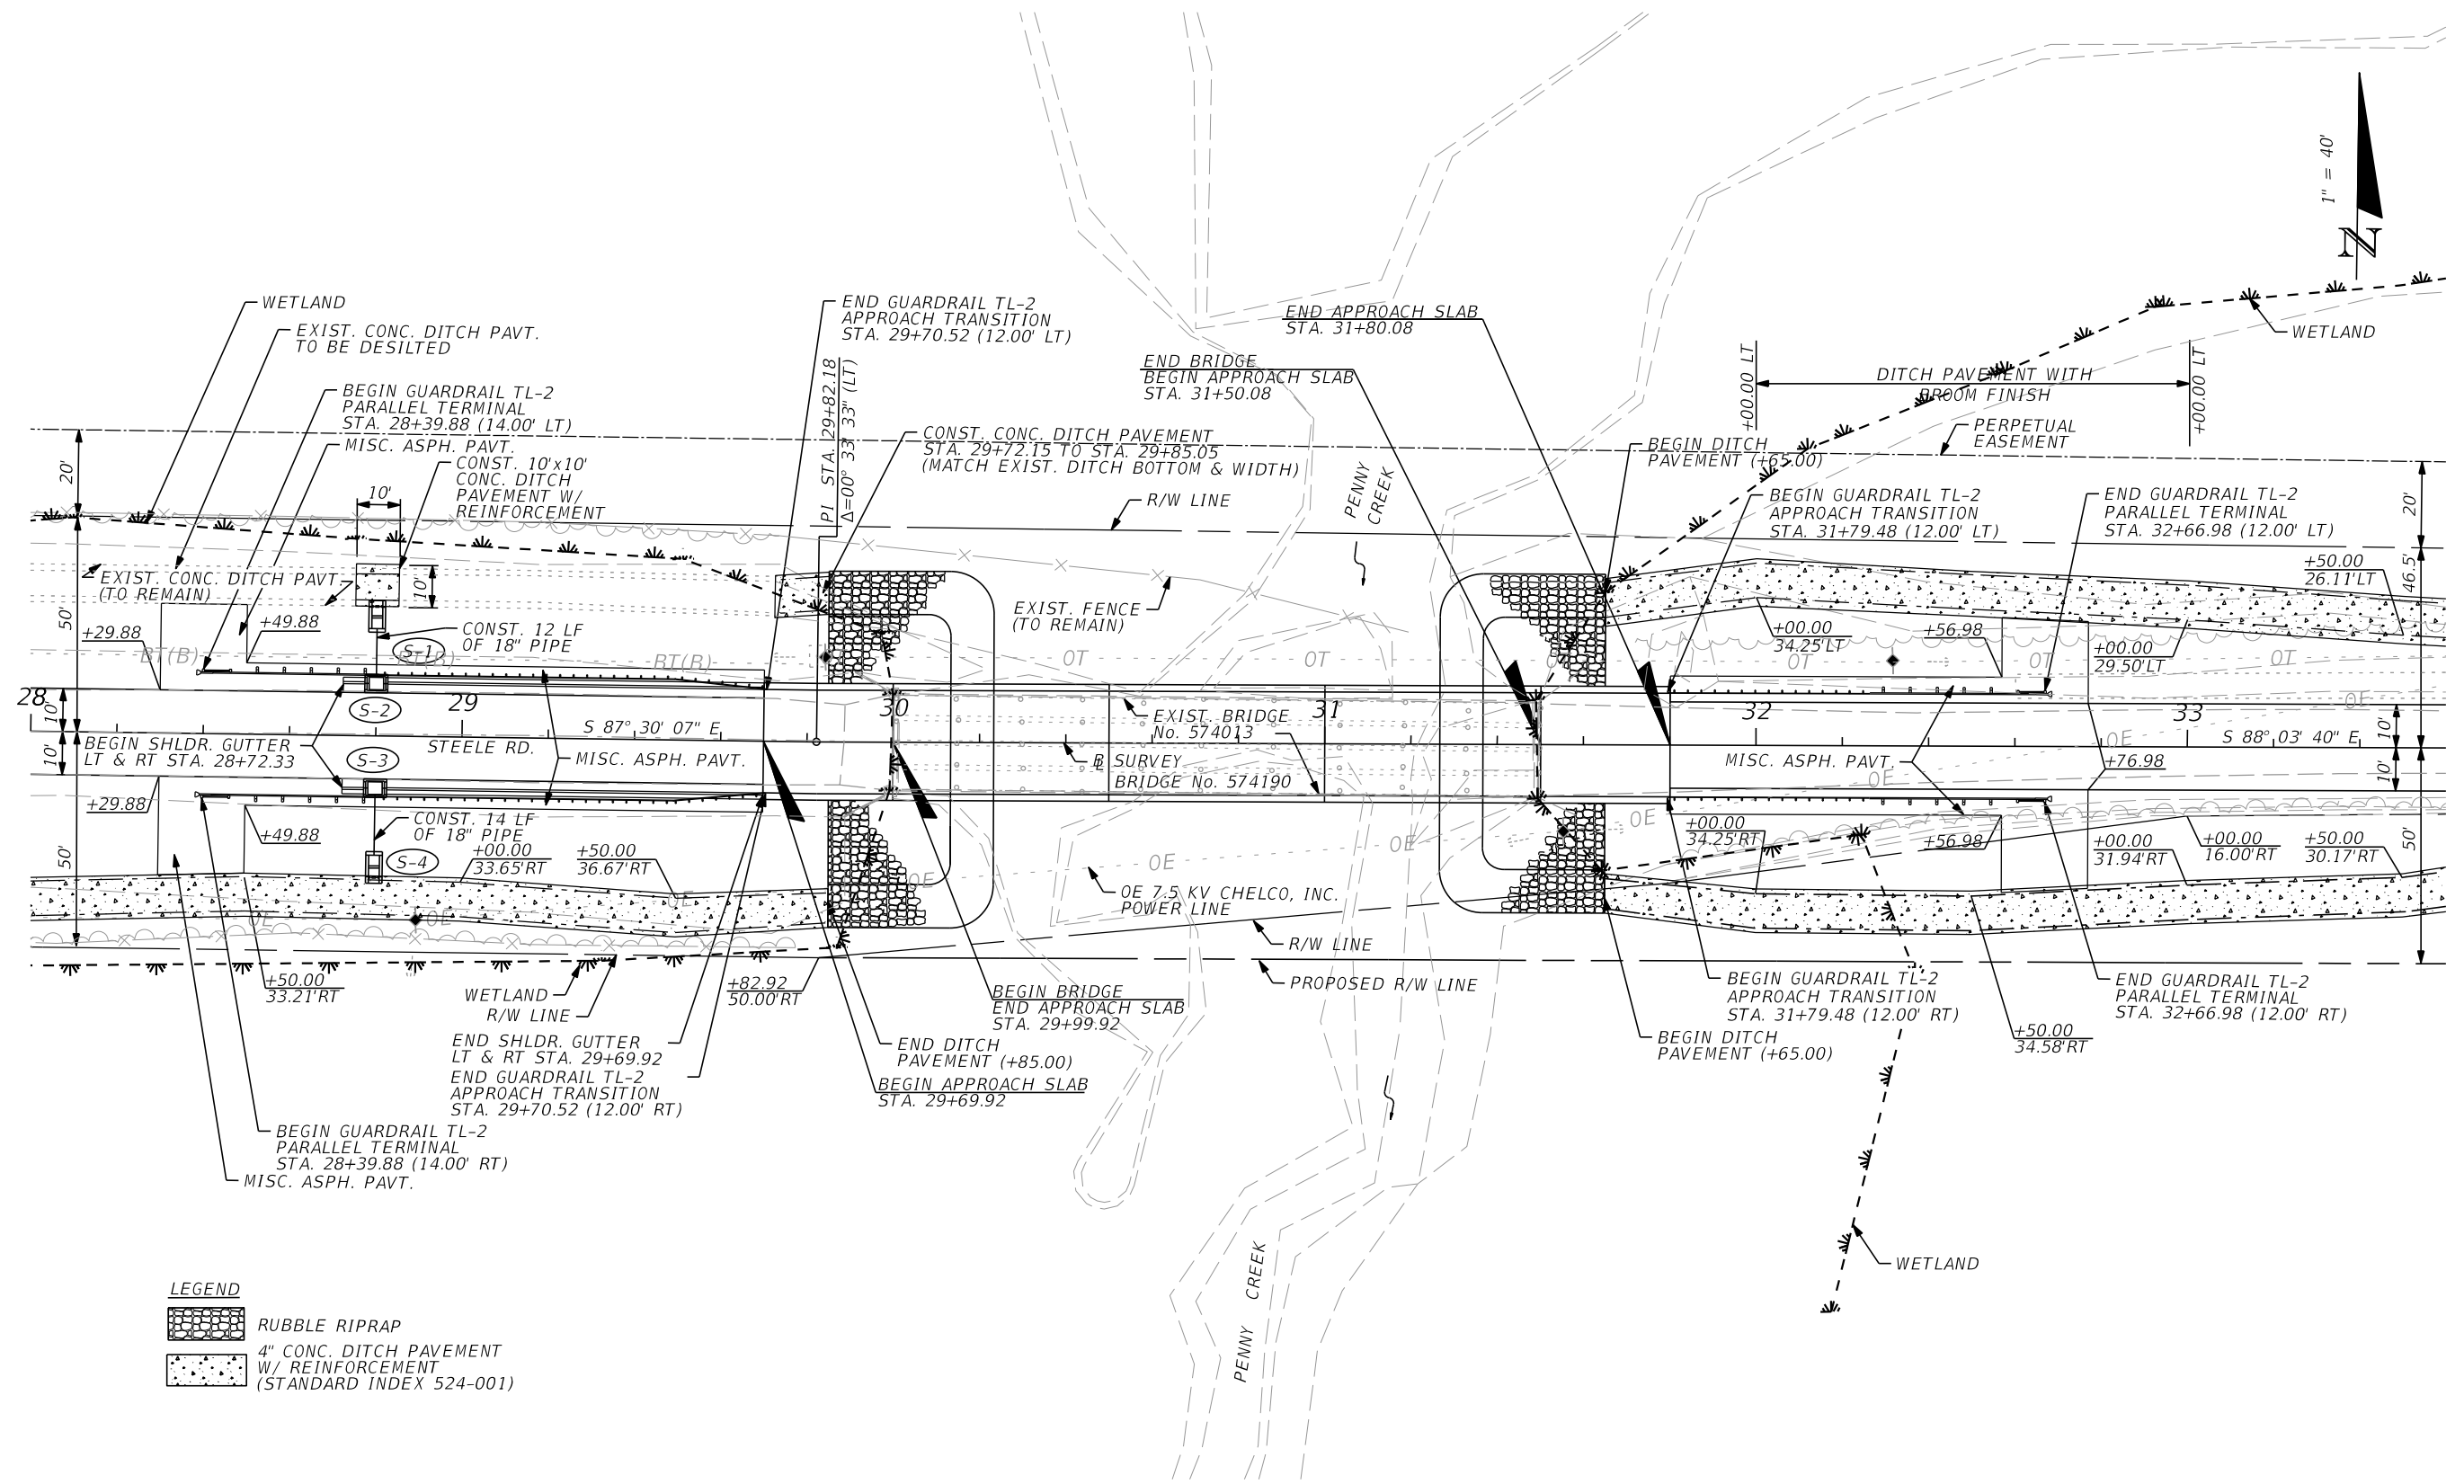 1" = 40'
N
WETLAND
EXIST. CONC. DITCH PAVT.
TO BE DESILTED
BEGIN GUARDRAIL TL-2
PARALLEL TERMINAL
STA. 28+39.88 (14.00' LT)
MISC. ASPH. PAVT.
CONST. 10'x10'
CONC. DITCH
PAVEMENT W/
REINFORCEMENT
10'
10'
END GUARDRAIL TL-2
APPROACH TRANSITION
STA. 29+70.52 (12.00' LT)
PI STA. 29+82.18
Δ=00° 33' 33" (LT)
CONST. CONC. DITCH PAVEMENT
STA. 29+72.15 TO STA. 29+85.05
(MATCH EXIST. DITCH BOTTOM & WIDTH)
R/W LINE
END APPROACH SLAB
STA. 31+80.08
END BRIDGE
BEGIN APPROACH SLAB
STA. 31+50.08
PENNY
CREEK
BEGIN DITCH
PAVEMENT (+65.00)
+00.00 LT
DITCH PAVEMENT WITH
BROOM FINISH
+00.00 LT
WETLAND
PERPETUAL
EASEMENT
BEGIN GUARDRAIL TL-2
APPROACH TRANSITION
STA. 31+79.48 (12.00' LT)
END GUARDRAIL TL-2
PARALLEL TERMINAL
STA. 32+66.98 (12.00' LT)
20'
50'
20'
46.5'
+50.00
26.11'LT
EXIST. CONC. DITCH PAVT.
(TO REMAIN)
+29.88
+49.88
CONST. 12 LF
OF 18" PIPE
S-1
BT(B)
BT(B)
BT(B)
EXIST. FENCE
(TO REMAIN)
OT
OT
OT
OT
OT
OT
+00.00
34.25'LT
+56.98
+00.00
29.50'LT
OE
28
10'
S-2
29
30
31
32
33
EXIST. BRIDGE
No. 574013
S 87° 30' 07" E
S 88° 03' 40" E
10'
BEGIN SHLDR. GUTTER
LT & RT STA. 28+72.33
STEELE RD.
S-3
MISC. ASPH. PAVT.
10'
℄ SURVEY
BRIDGE No. 574190
MISC. ASPH. PAVT.
+76.98
OE
OE
10'
+29.88
+49.88
CONST. 14 LF
OF 18" PIPE
S-4
50'
+00.00
33.65'RT
+50.00
36.67'RT
OE
OE
OE
OE
OE
OE
OE
OE 7.5 KV CHELCO, INC.
POWER LINE
+00.00
34.25'RT
+56.98
+00.00
31.94'RT
+00.00
16.00'RT
+50.00
30.17'RT
50'
R/W LINE
PROPOSED R/W LINE
+50.00
33.21'RT
WETLAND
R/W LINE
+82.92
50.00'RT
BEGIN BRIDGE
END APPROACH SLAB
STA. 29+99.92
END SHLDR. GUTTER
LT & RT STA. 29+69.92
END GUARDRAIL TL-2
APPROACH TRANSITION
STA. 29+70.52 (12.00' RT)
END DITCH
PAVEMENT (+85.00)
BEGIN APPROACH SLAB
STA. 29+69.92
BEGIN GUARDRAIL TL-2
PARALLEL TERMINAL
STA. 28+39.88 (14.00' RT)
MISC. ASPH. PAVT.
BEGIN DITCH
PAVEMENT (+65.00)
BEGIN GUARDRAIL TL-2
APPROACH TRANSITION
STA. 31+79.48 (12.00' RT)
+50.00
34.58'RT
END GUARDRAIL TL-2
PARALLEL TERMINAL
STA. 32+66.98 (12.00' RT)
WETLAND
PENNY CREEK
LEGEND
RUBBLE RIPRAP
4" CONC. DITCH PAVEMENT
W/ REINFORCEMENT
(STANDARD INDEX 524-001)